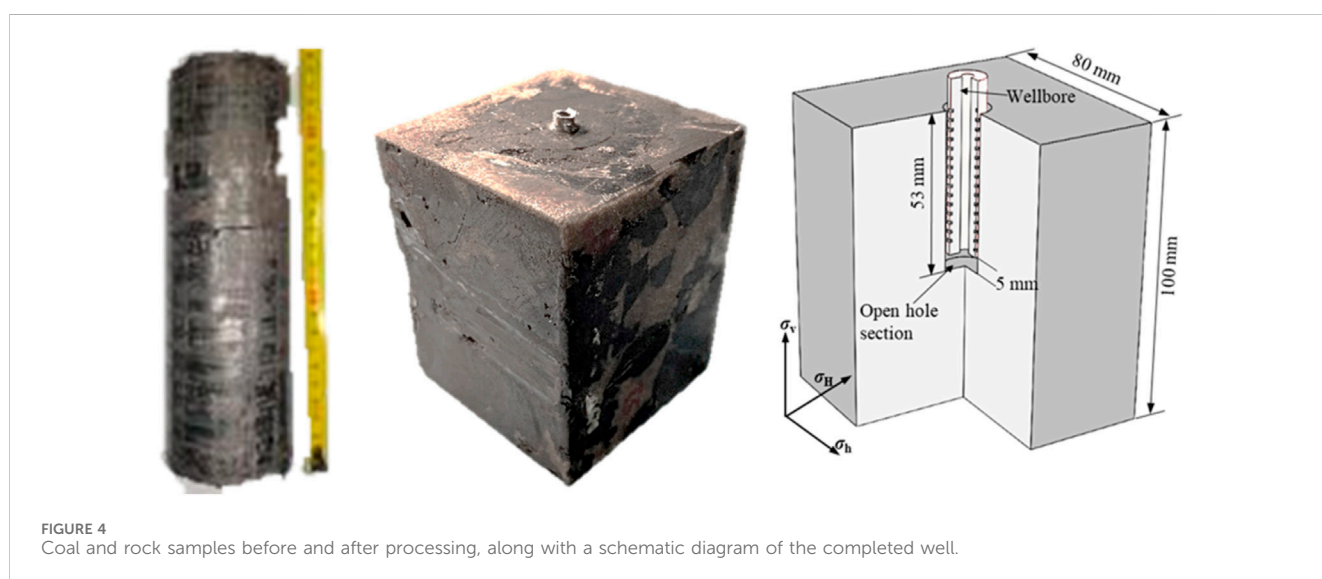 80 mm
Wellbore
53 mm
100 mm
5 mm
Open hole
section
σv
σH
σh
FIGURE 4
Coal and rock samples before and after processing, along with a schematic diagram of the completed well.